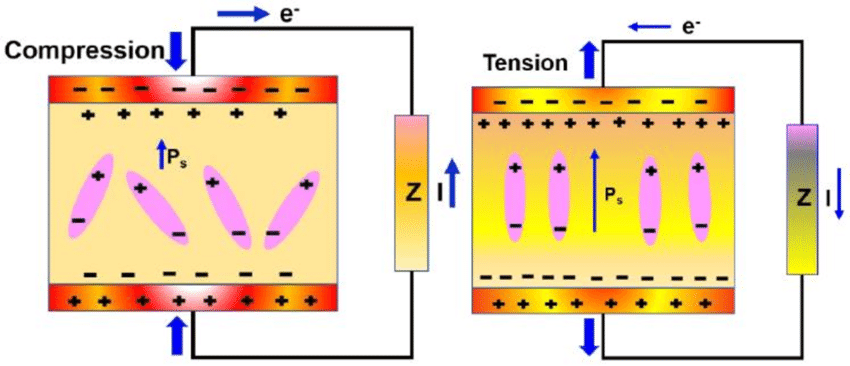 e-
Compression
- - - - - - - -
+ + + + + +
Ps
+ + + +
- - - -
Z I
- - - - - -
+ + + + + + + +
e-
Tension
- - - - - - - -
+ + + + + + + + + +
+ + + +
Ps
- - - -
Z I
- - - - - - - - - - - -
+ + + + + + + + +